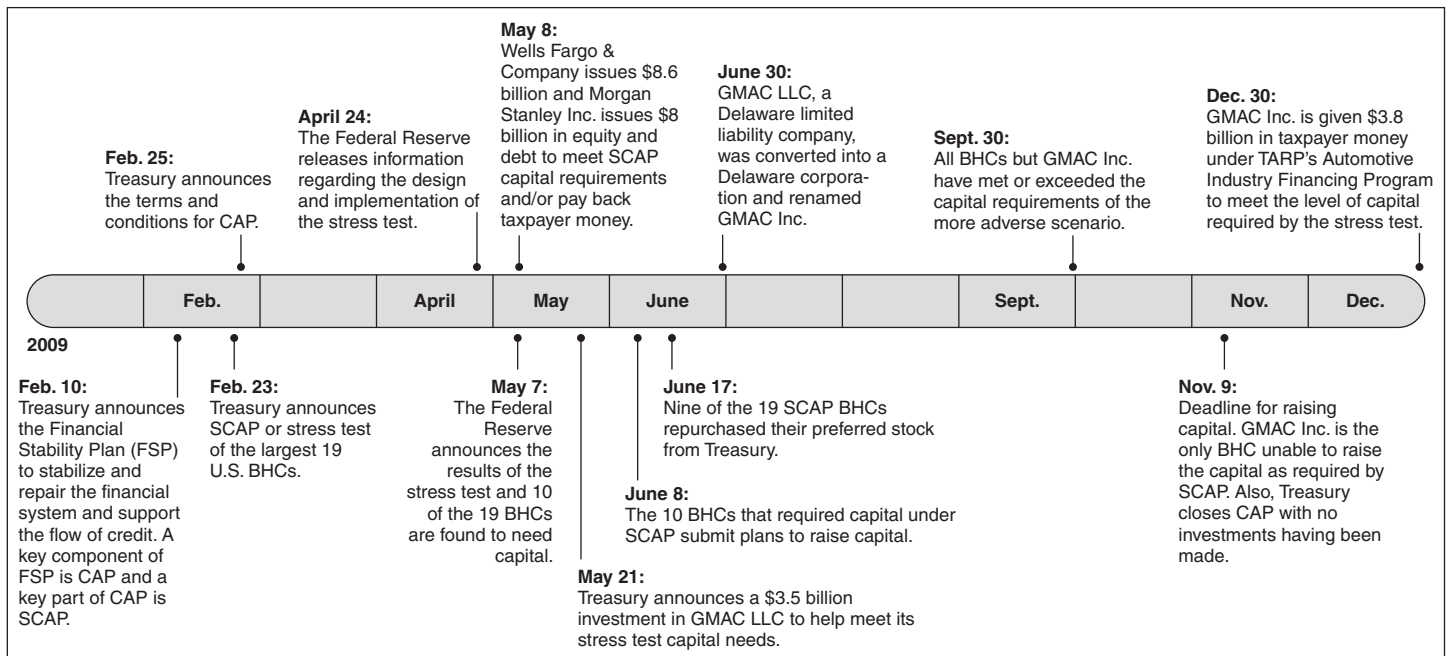 May 8:
Wells Fargo &
Company issues $8.6
billion and Morgan
Stanley Inc. issues $8
billion in equity and
debt to meet SCAP
capital requirements
and/or pay back
taxpayer money.
June 30:
GMAC LLC, a
Delaware limited
liability company,
was converted into a
Delaware corpora-
tion and renamed
GMAC Inc.
Dec. 30:
GMAC Inc. is given $3.8
billion in taxpayer money
under TARP's Automotive
Industry Financing Program
to meet the level of capital
required by the stress test.
April 24:
The Federal Reserve
releases information
regarding the design
and implementation of
the stress test.
Sept. 30:
All BHCs but GMAC Inc.
have met or exceeded the
capital requirements of the
more adverse scenario.
Feb. 25:
Treasury announces
the terms and
conditions for CAP.
Feb.
April
May
June
Sept.
Nov.
Dec.
2009
Feb. 10:
Treasury announces
the Financial
Stability Plan (FSP)
to stabilize and
repair the financial
system and support
the flow of credit. A
key component of
FSP is CAP and a
key part of CAP is
SCAP.
Feb. 23:
Treasury announces
SCAP or stress test
of the largest 19
U.S. BHCs.
May 7:
The Federal
Reserve
announces the
results of the
stress test and 10
of the 19 BHCs
are found to need
capital.
June 17:
Nine of the 19 SCAP BHCs
repurchased their preferred stock
from Treasury.
June 8:
The 10 BHCs that required capital under
SCAP submit plans to raise capital.
May 21:
Treasury announces a $3.5 billion
investment in GMAC LLC to help meet its
stress test capital needs.
Nov. 9:
Deadline for raising
capital. GMAC Inc. is the
only BHC unable to raise
the capital as required by
SCAP. Also, Treasury
closes CAP with no
investments having been
made.